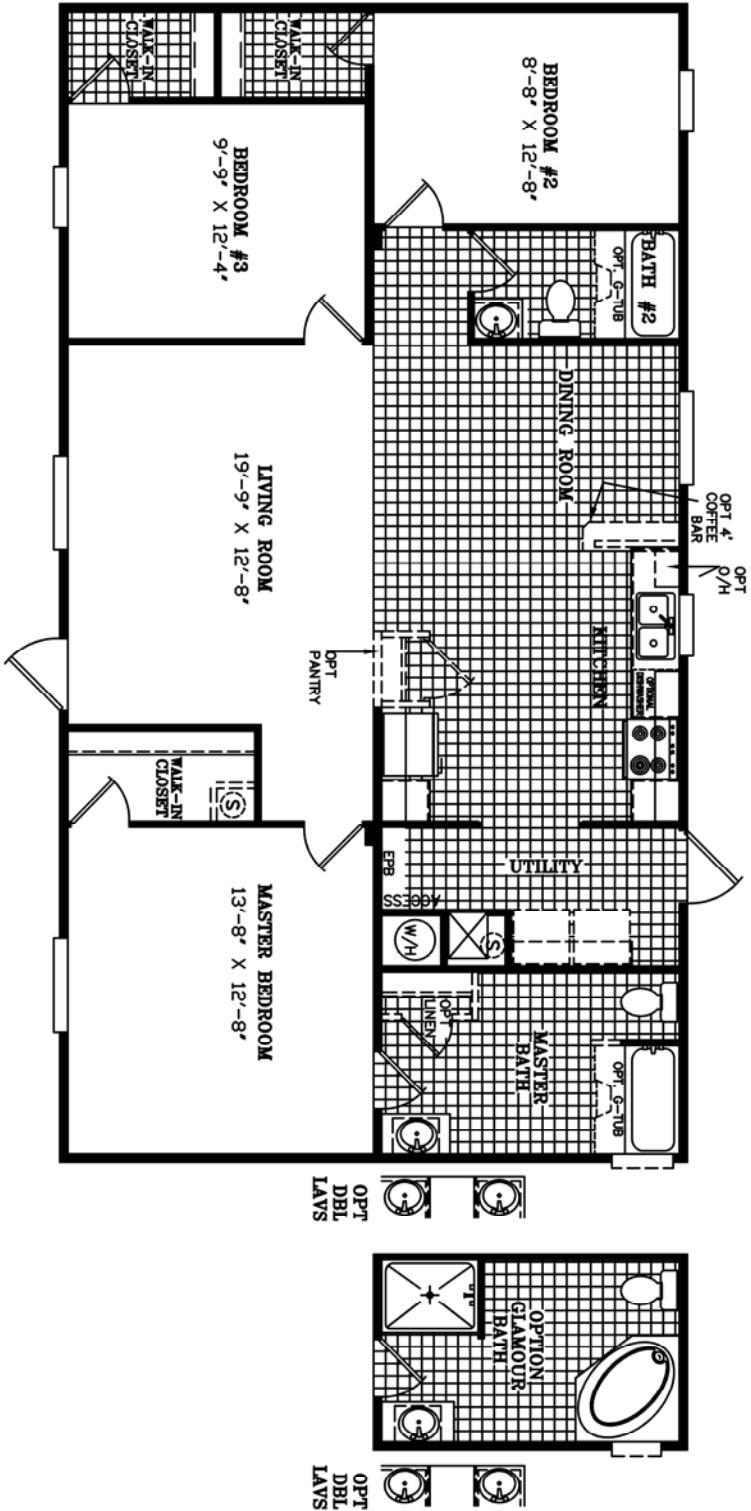 WALK-IN
CLOSET
WALK-IN
CLOSET
BEDROOM #2
8'-8" X 12'-8"
BEDROOM #3
9'-9" X 12'-4"
BATH #2
OPT. G-TUB
DINING ROOM
LIVING ROOM
19'-9" X 12'-8"
OPT 4'
COFFEE
BAR
OPT
O/H
KITCHEN
OPTIONAL
DISHWASHER
OPT
PANTRY
WALK-IN
CLOSET
S
UTILITY
EPB
ACCESS
W/H
S
MASTER BEDROOM
13'-8" X 12'-8"
OPT
LINEN
MASTER
BATH
OPT. G-TUB
OPT
DBL
LAVS
OPTION
GLAMOUR
BATH
"T"
OPT
DBL
LAVS